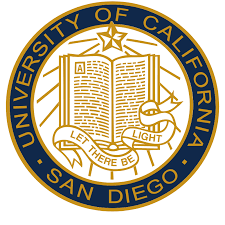 UNIVERSITY OF CALIFORNIA
SAN DIEGO
A
LET THERE BE
LIGHT